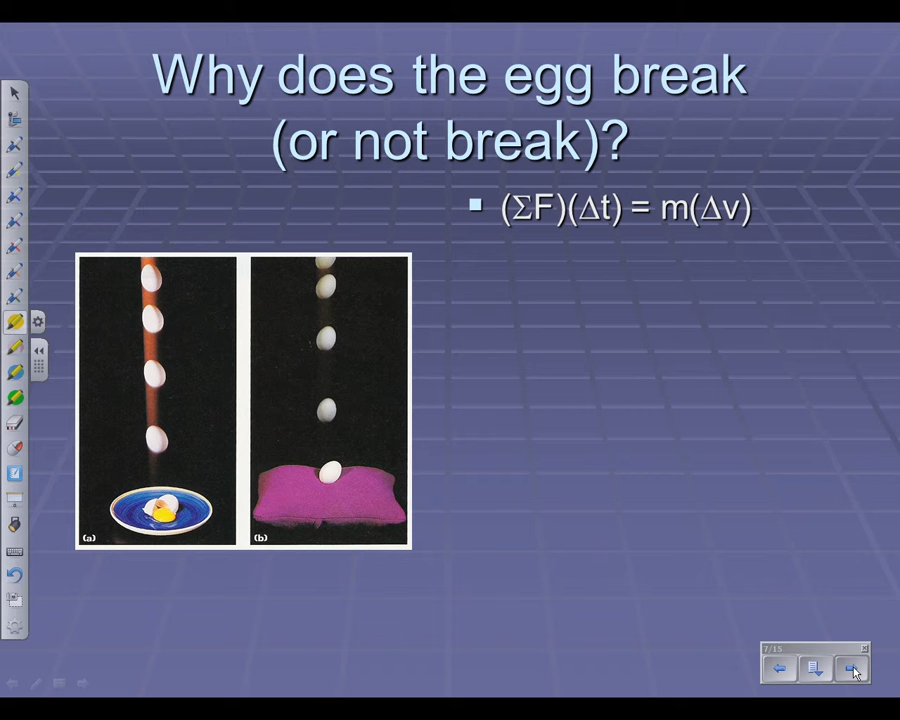 Why does the egg break
(or not break)?
(ΣF)(Δt) = m(Δv)
(a)
(b)
7/15